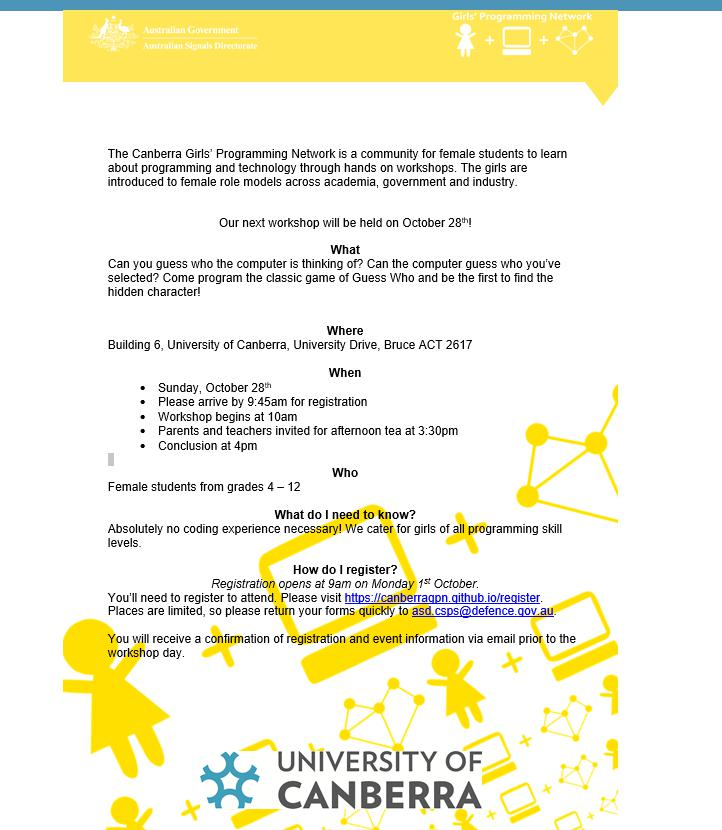 Australian Government
Australian Signals Directorate
Girls' Programming Network
The Canberra Girls' Programming Network is a community for female students to learn
about programming and technology through hands on workshops. The girls are
introduced to female role models across academia, government and industry.
Our next workshop will be held on October 28th!
What
Can you guess who the computer is thinking of? Can the computer guess who you've
selected? Come program the classic game of Guess Who and be the first to find the
hidden character!
Where
Building 6, University of Canberra, University Drive, Bruce ACT 2617
When
• Sunday, October 28th
• Please arrive by 9:45am for registration
• Workshop begins at 10am
• Parents and teachers invited for afternoon tea at 3:30pm
• Conclusion at 4pm
Who
Female students from grades 4 – 12
What do I need to know?
Absolutely no coding experience necessary! We cater for girls of all programming skill
levels.
How do I register?
Registration opens at 9am on Monday 1st October.
You'll need to register to attend. Please visit https://canberragpn.github.io/register.
Places are limited, so please return your forms quickly to asd.csps@defence.gov.au.
You will receive a confirmation of registration and event information via email prior to the
workshop day.
UNIVERSITY OF
CANBERRA